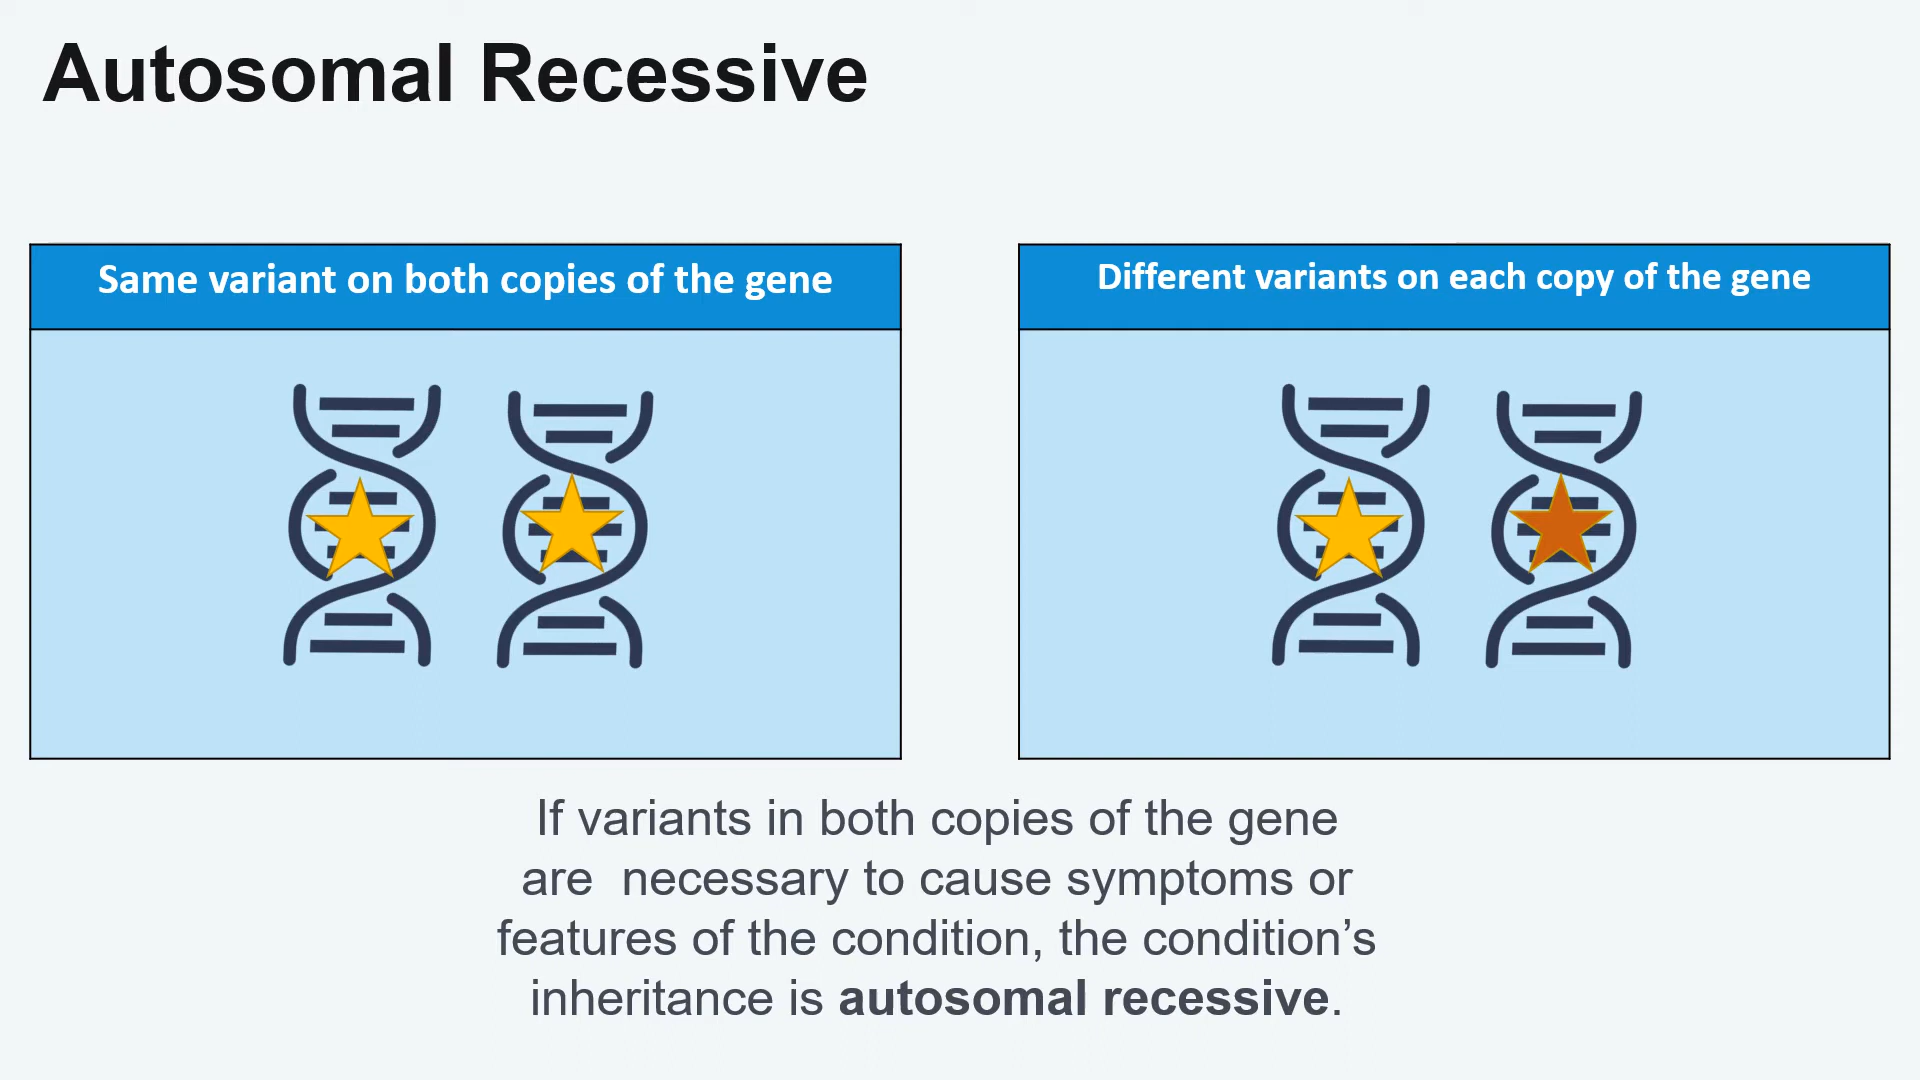 Autosomal Recessive
Same variant on both copies of the gene
Different variants on each copy of the gene
If variants in both copies of the gene
are  necessary to cause symptoms or
features of the condition, the condition’s
inheritance is autosomal recessive.